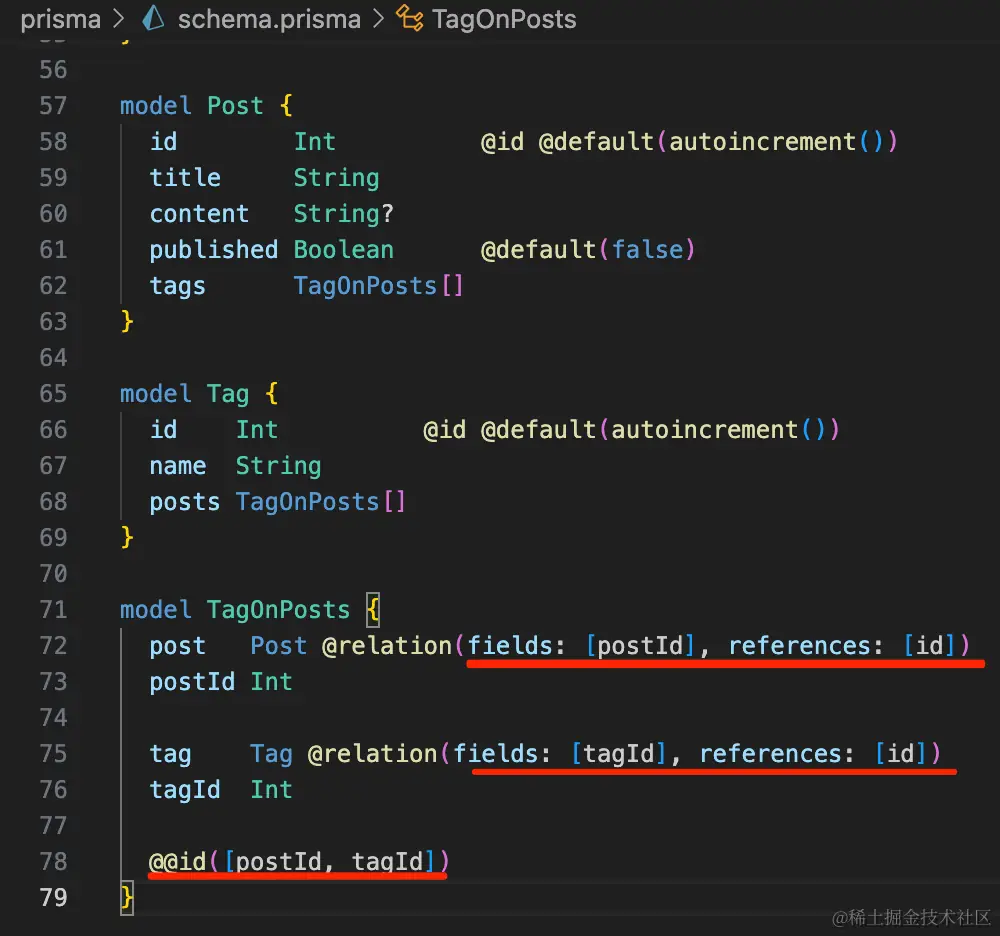 prisma > schema.prisma > TagOnPosts
56
57 model Post {
58   id        Int          @id @default(autoincrement())
59   title     String
60   content   String?
61   published Boolean      @default(false)
62   tags      TagOnPosts[]
63 }
64
65 model Tag {
66   id    Int          @id @default(autoincrement())
67   name  String
68   posts TagOnPosts[]
69 }
70
71 model TagOnPosts {
72   post   Post @relation(fields: [postId], references: [id])
73   postId Int
74
75   tag    Tag @relation(fields: [tagId], references: [id])
76   tagId  Int
77
78   @@id([postId, tagId])
79 }
@稀土掘金技术社区